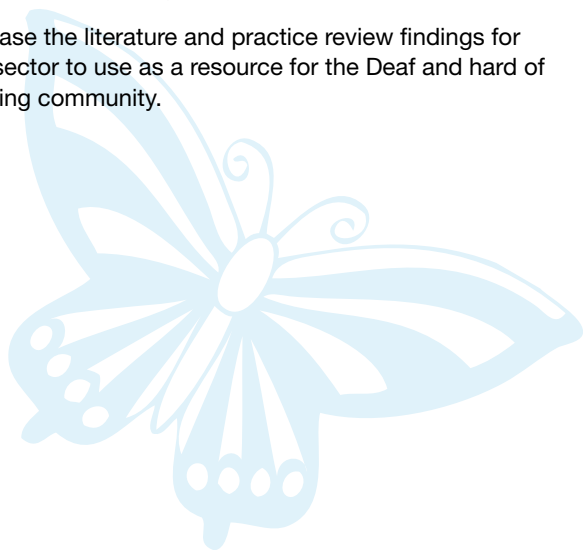 ase the literature and practice review findings for
sector to use as a resource for the Deaf and hard of
ing community.